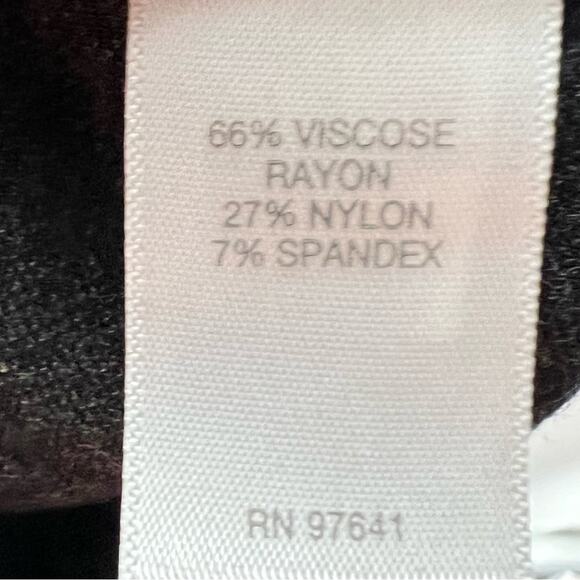 66% VISCOSE
RAYON
27% NYLON
7% SPANDEX
RN 97641